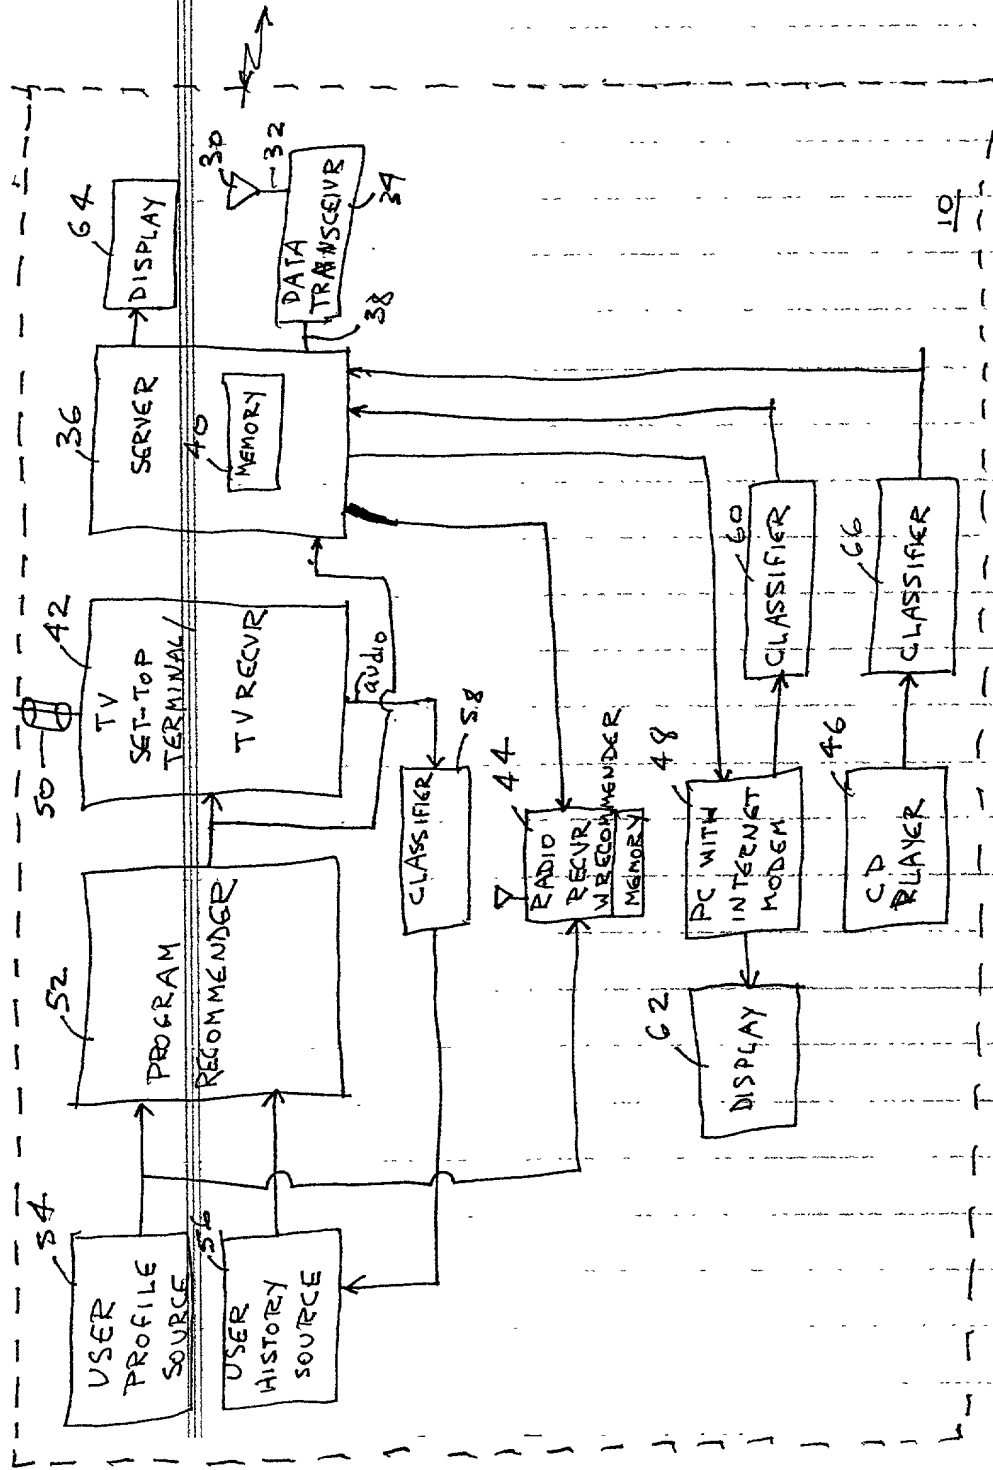 54
USER
PROFILE
SOURCE
56
USER
HISTORY
SOURCE
52
PROGRAM
RECOMMENDER
50
42
TV
SET-TOP
TERMINAL/
TV RECVR
audio
36
SERVER
40
MEMORY
64
DISPLAY
30
32
DATA
TRANSCEIVR
34
38
CLASSIFIER
58
44
RADIO
RECVR
W RECOMMENDER
MEMORY
62
DISPLAY
48
PC WITH
INTERNET
MODEM
60
CLASSIFIER
46
CD
PLAYER
66
CLASSIFIER
10